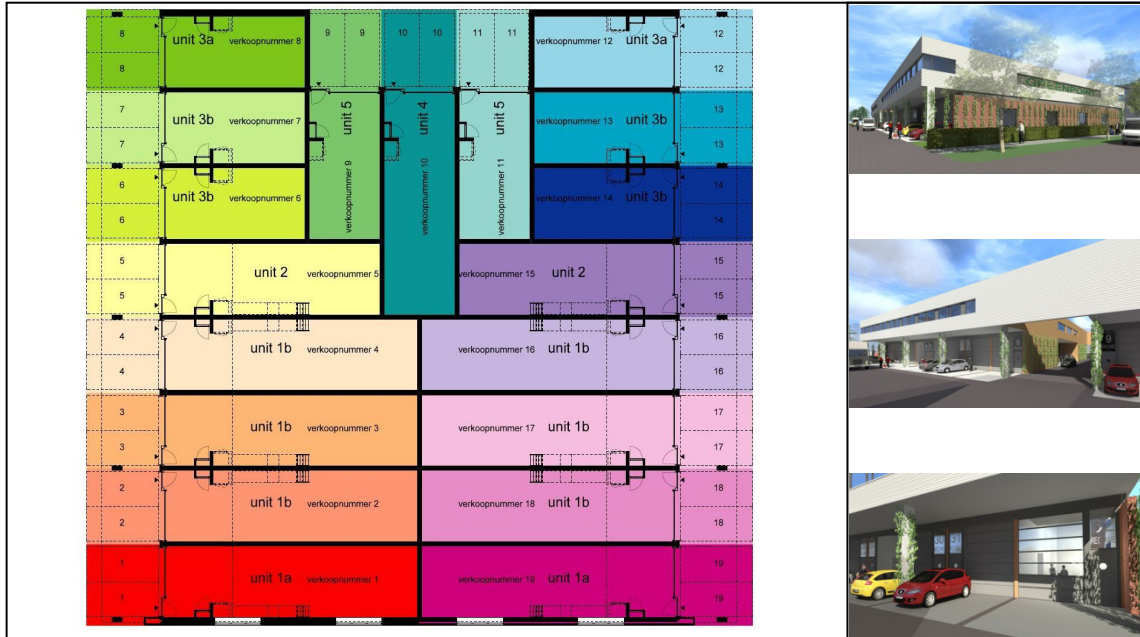 8
unit 3a verkoopnummer 8
9
9
10
10
11
11
verkoopnummer 12 unit 3a
12
8
12
7
unit 3b verkoopnummer 7
unit 5
unit 4
unit 5
verkoopnummer 13 unit 3b
13
7
13
6
unit 3b verkoopnummer 6
verkoopnummer 9
verkoopnummer 10
verkoopnummer 11
verkoopnummer 14 unit 3b
14
6
14
5
unit 2 verkoopnummer 5
verkoopnummer 15 unit 2
15
5
15
4
unit 1b verkoopnummer 4
verkoopnummer 16 unit 1b
16
4
16
3
unit 1b verkoopnummer 3
verkoopnummer 17 unit 1b
17
3
17
2
unit 1b verkoopnummer 2
verkoopnummer 18 unit 1b
18
2
18
1
unit 1a verkoopnummer 1
verkoopnummer 19 unit 1a
19
1
19
GREENPOINT
9
REC